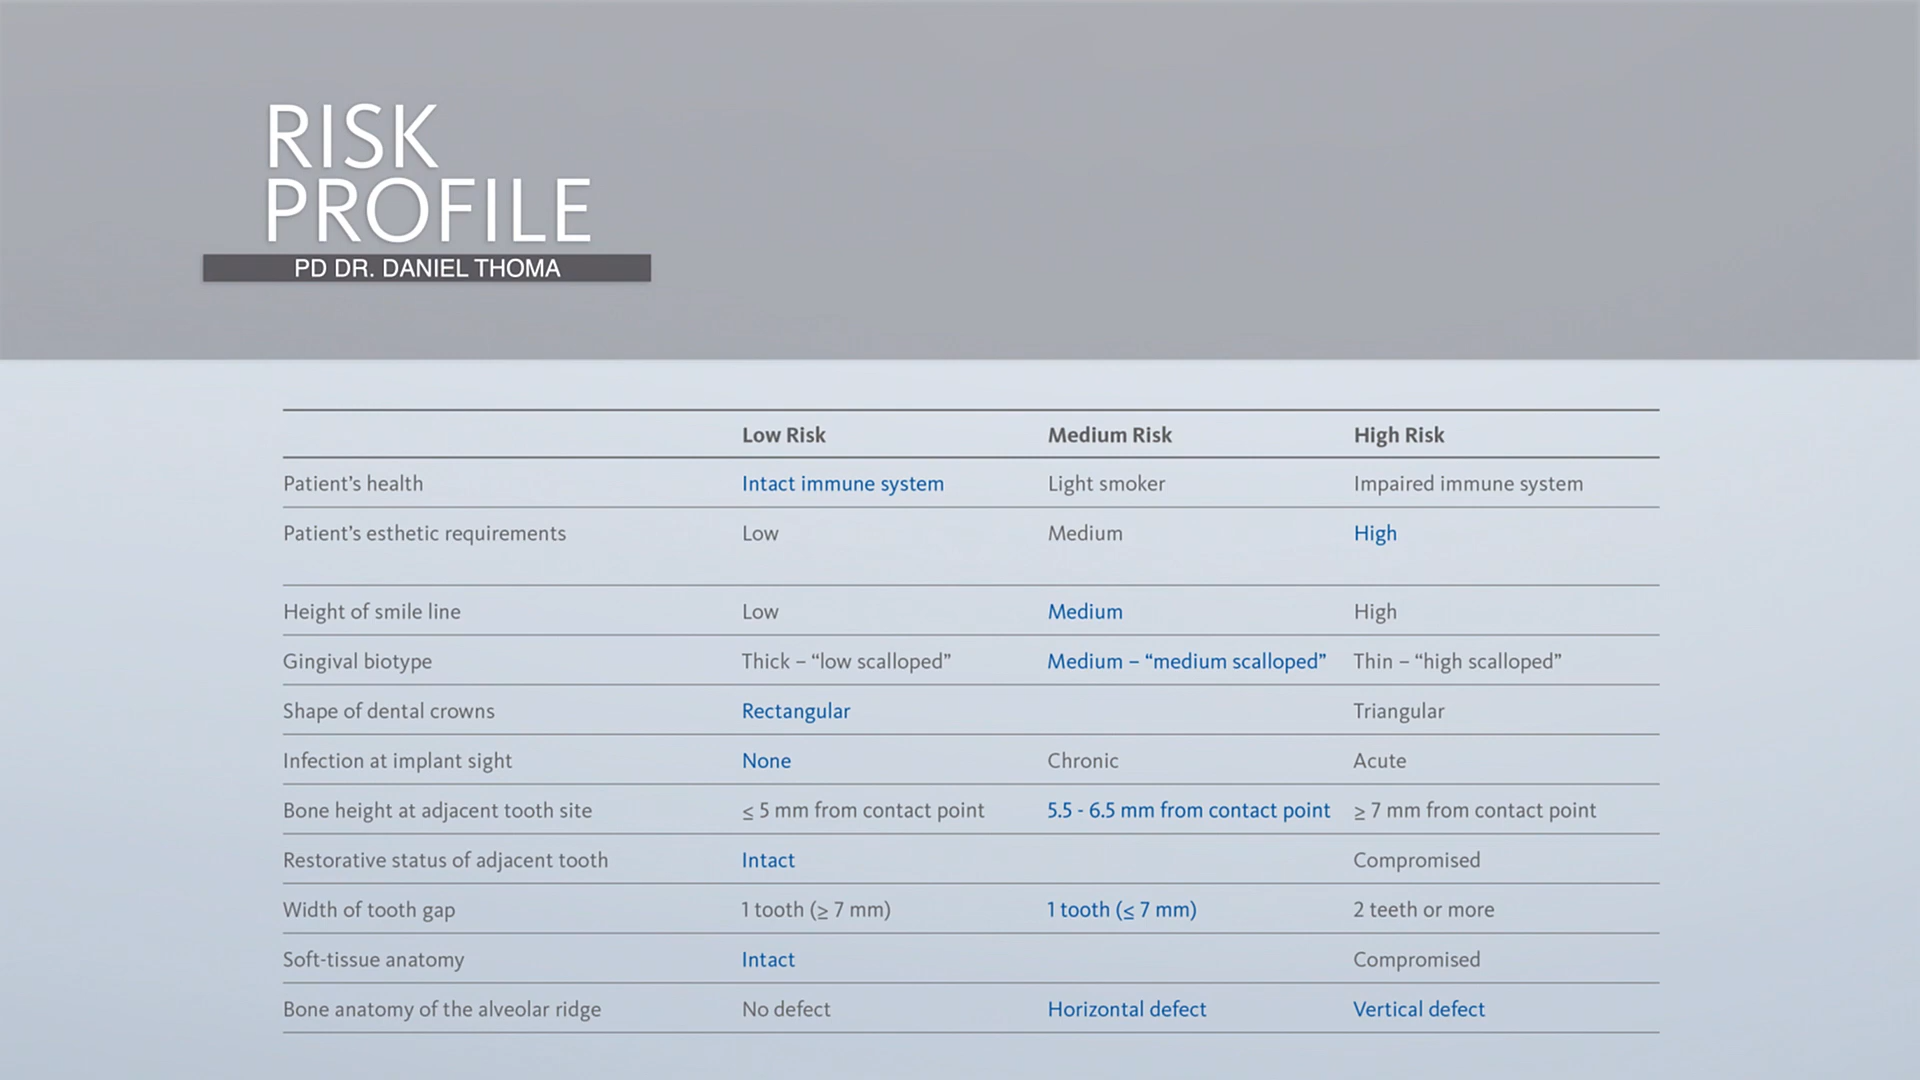 RISK
PROFILE
PD DR. DANIEL THOMA
Low Risk Medium Risk High Risk
Patient’s health Intact immune system Light smoker Impaired immune system
Patient’s esthetic requirements Low Medium High
Height of smile line Low Medium High
Gingival biotype Thick – “low scalloped” Medium – “medium scalloped” Thin – “high scalloped”
Shape of dental crowns Rectangular Triangular
Infection at implant sight None Chronic Acute
Bone height at adjacent tooth site ≤ 5 mm from contact point 5.5 - 6.5 mm from contact point ≥ 7 mm from contact point
Restorative status of adjacent tooth Intact Compromised
Width of tooth gap 1 tooth (≥ 7 mm) 1 tooth (≤ 7 mm) 2 teeth or more
Soft-tissue anatomy Intact Compromised
Bone anatomy of the alveolar ridge No defect Horizontal defect Vertical defect